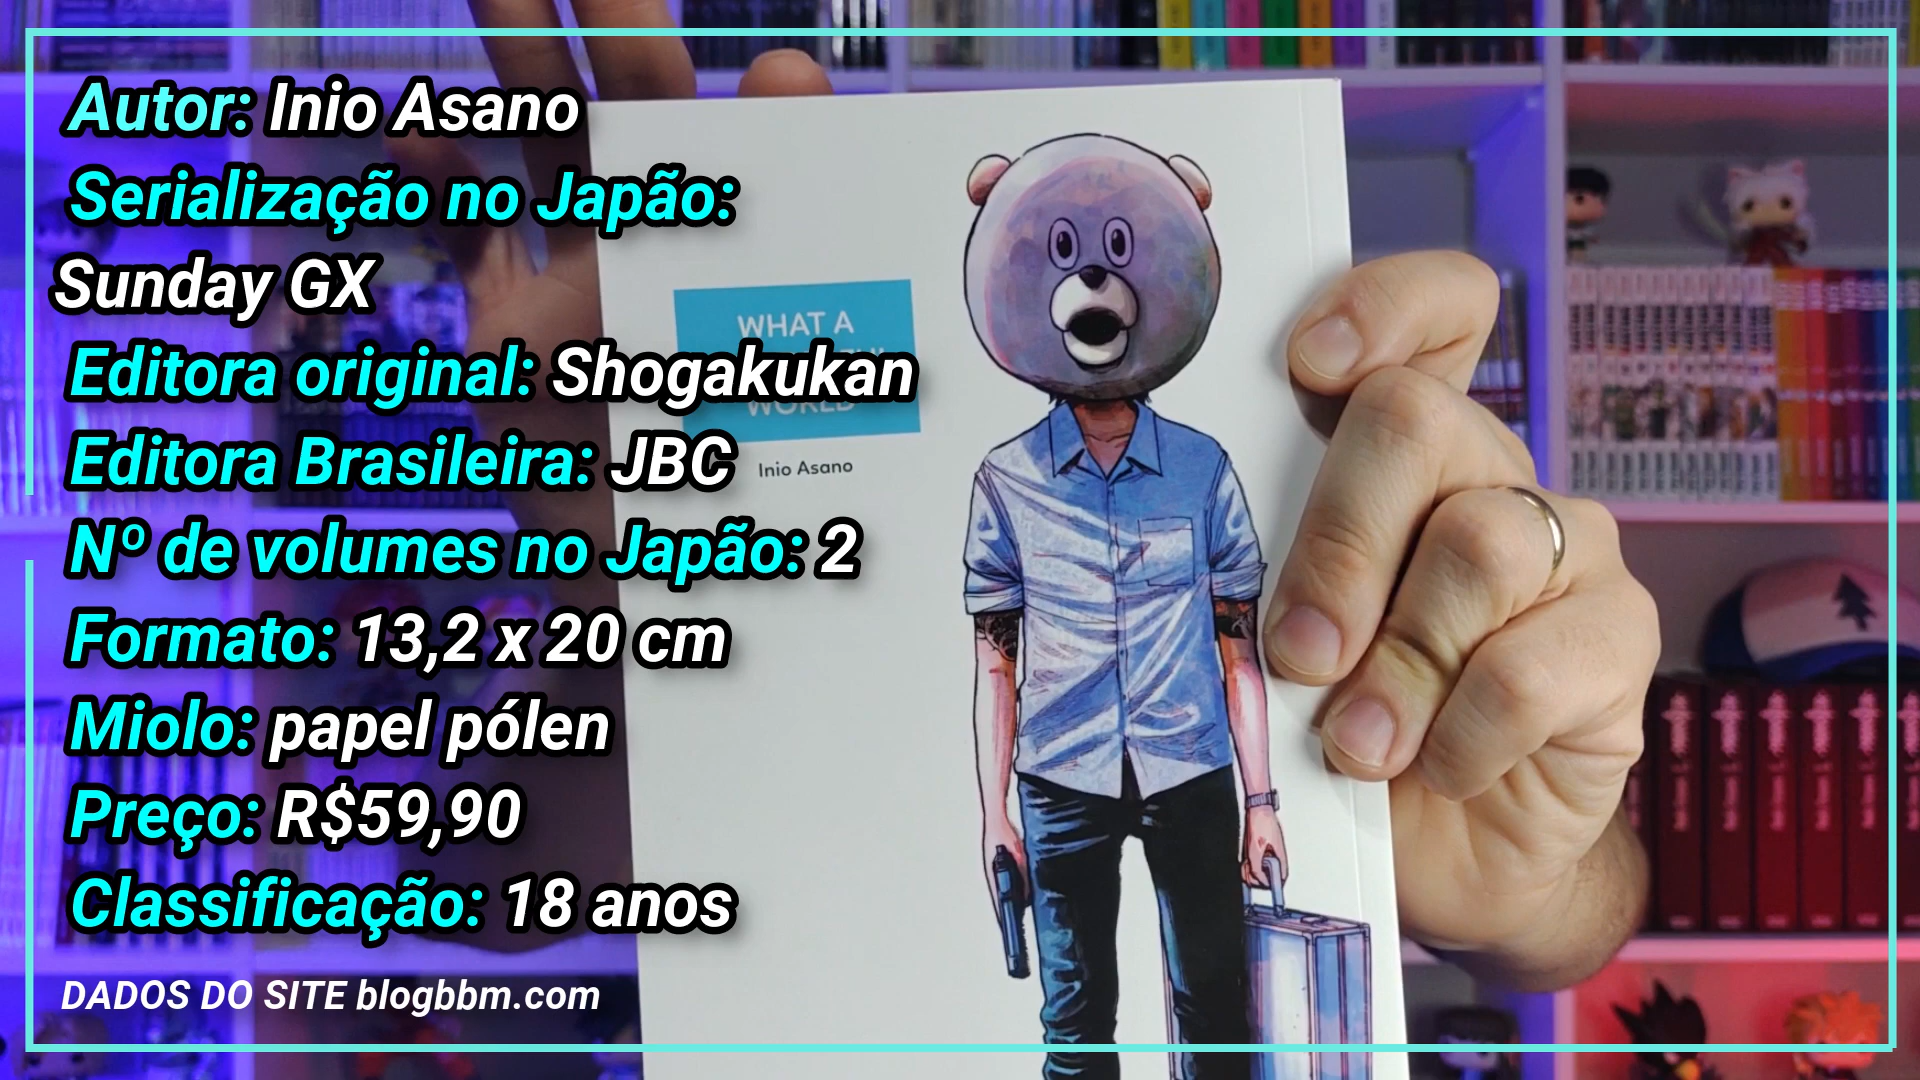 Autor: Inio Asano
Serialização no Japão:
Sunday GX
Editora original: Shogakukan
Editora Brasileira: JBC
Nº de volumes no Japão: 2
Formato: 13,2 x 20 cm
Miolo: papel pólen
Preço: R$59,90
Classificação: 18 anos
DADOS DO SITE blogbbm.com
WHAT A
WORLD
Inio Asano